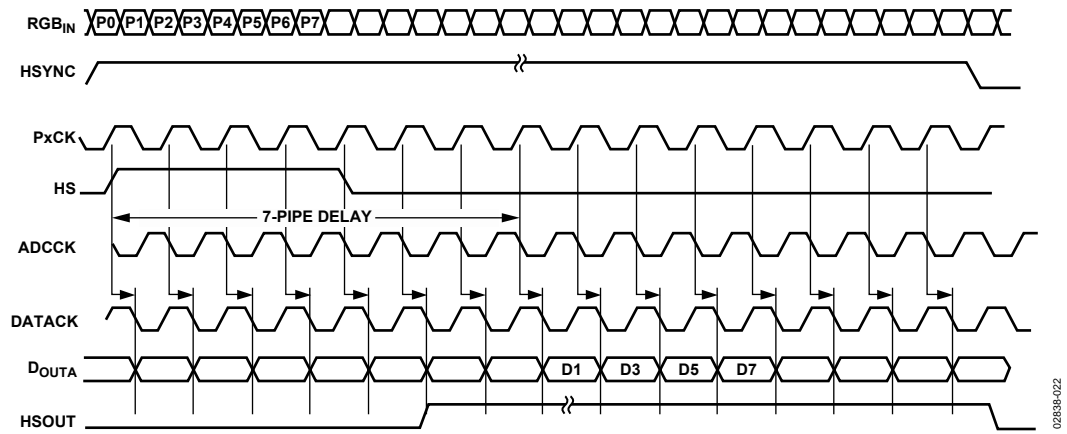 RGBIN P0 P1 P2 P3 P4 P5 P6 P7
HSYNC
PxCK
HS
7-PIPE DELAY
ADCCK
DATACK
DOUTA D1 D3 D5 D7
HSOUT
02838-022